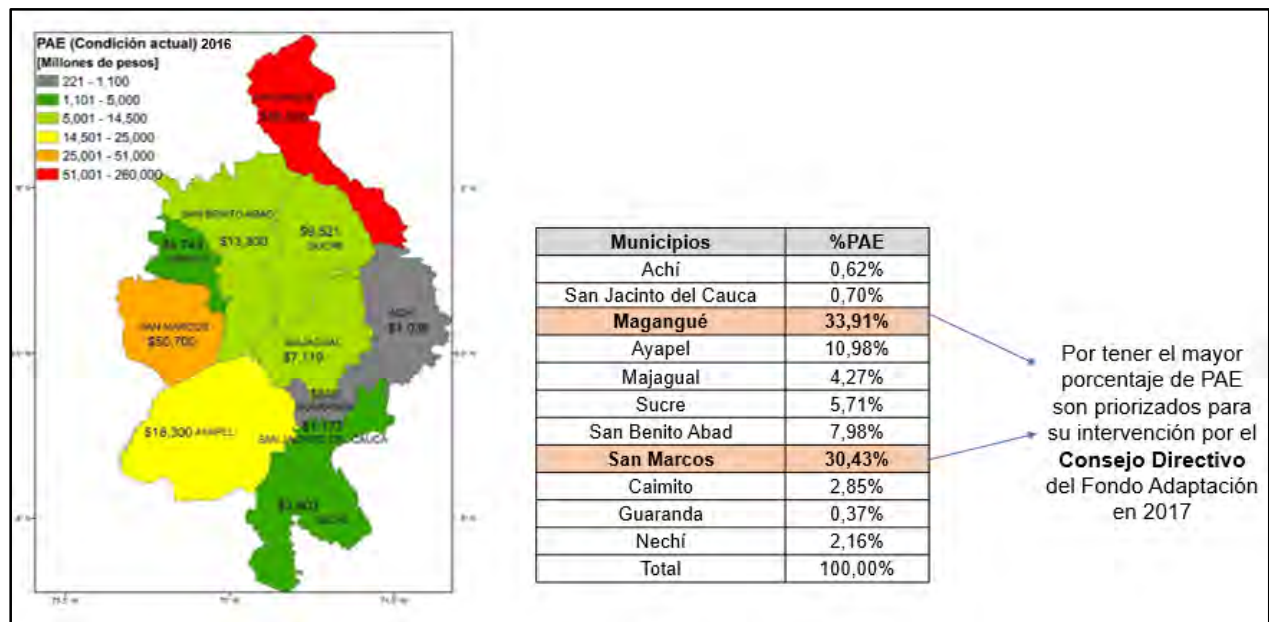 PAE (Condición actual) 2016
[Millones de pesos]
221 - 1,100
1,101 - 5,000
5,001 - 14,500
14,501 - 25,000
25,001 - 51,000
51,001 - 260,000
SAN BENITO ABAD
$13,300
$9,521
SUCRE
SAN MARCOS
$50,700
ACHI
MAJAGUAL
$7,119
$18,300 AYAPEL
$1,173
SAN JACINTO DEL CAUCA
Municipios %PAE
Achí 0,62%
San Jacinto del Cauca 0,70%
Magangué 33,91%
Ayapel 10,98%
Majagual 4,27%
Sucre 5,71%
San Benito Abad 7,98%
San Marcos 30,43%
Caimito 2,85%
Guaranda 0,37%
Nechí 2,16%
Total 100,00%
Por tener el mayor
porcentaje de PAE
son priorizados para
su intervención por el
Consejo Directivo
del Fondo Adaptación
en 2017